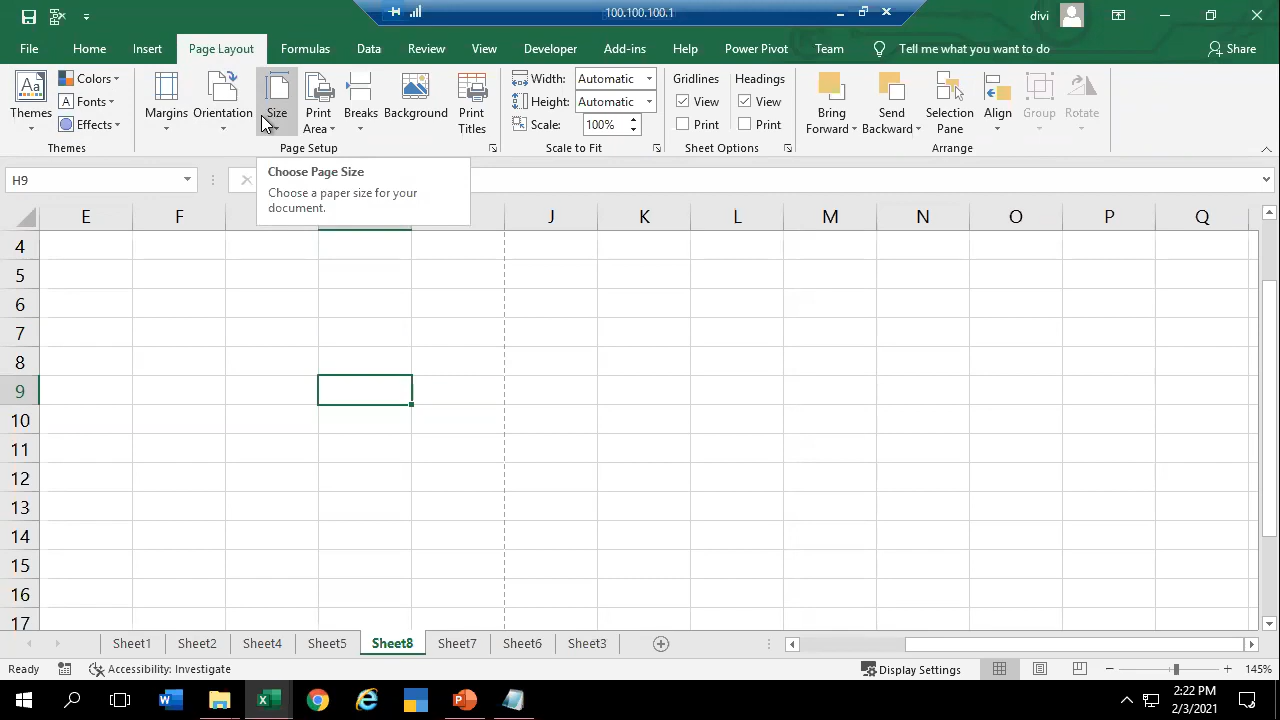 100.100.100.1
divi
File Home Insert Page Layout Formulas Data Review View Developer Add-ins Help Power Pivot Team Tell me what you want to do Share
Themes
Colors
Fonts
Effects
Themes
Margins
Orientation
Size
Print
Area
Breaks
Background
Print
Titles
Page Setup
Width: Automatic
Height: Automatic
Scale: 100%
Scale to Fit
Gridlines
View
Print
Headings
View
Print
Sheet Options
Bring
Forward
Send
Backward
Selection
Pane
Align
Group
Rotate
Arrange
H9
Choose Page Size
Choose a paper size for your
document.
E F J K L M N O P Q
4
5
6
7
8
9
10
11
12
13
14
15
16
17
Sheet1 Sheet2 Sheet4 Sheet5 Sheet8 Sheet7 Sheet6 Sheet3
Ready Accessibility: Investigate Display Settings 145%
2:22 PM
2/3/2021